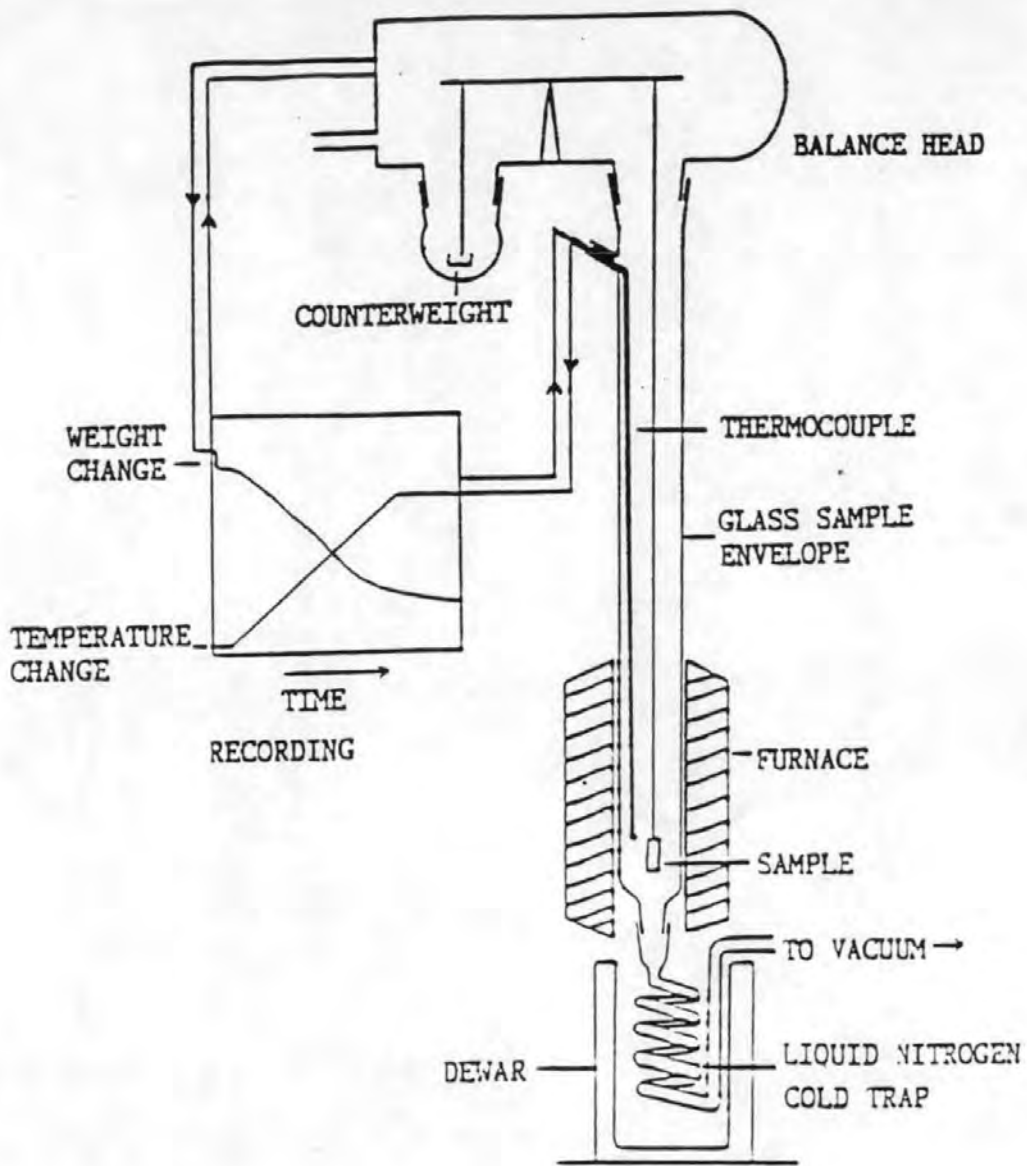 BALANCE HEAD
COUNTERWEIGHT
THERMOCOUPLE
WEIGHT
CHANGE
GLASS SAMPLE
ENVELOPE
TEMPERATURE
CHANGE
TIME
RECORDING
FURNACE
SAMPLE
TO VACUUM →
DEWAR
LIQUID NITROGEN
COLD TRAP